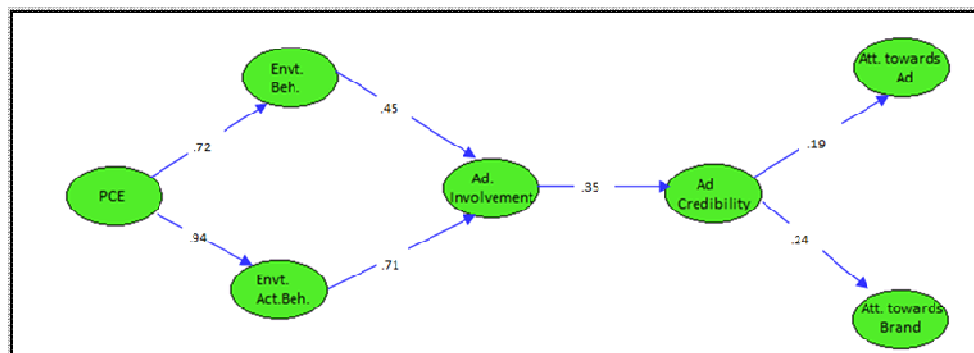 Envt.
Beh.
Att. towards
Ad
.45
.72
.19
PCE
Ad.
Involvement
.35
Ad
Credibility
.94
.71
.24
Envt.
Act.Beh.
Att. towards
Brand